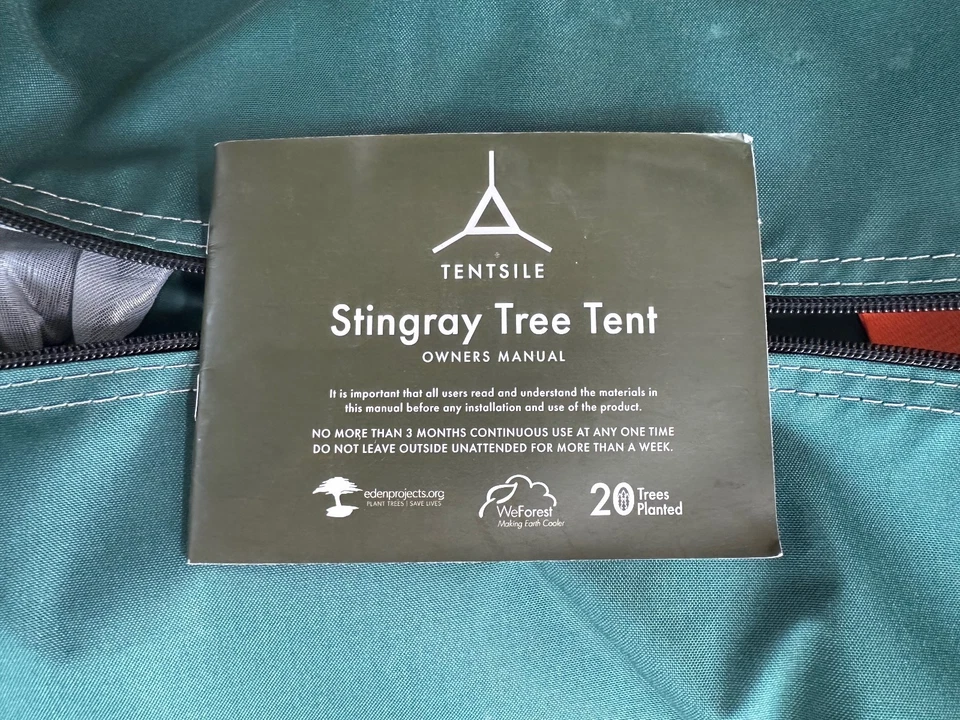 TENTSILE
Stingray Tree Tent
OWNERS MANUAL
It is important that all users read and understand the materials in
this manual before any installation and use of the product.
NO MORE THAN 3 MONTHS CONTINUOUS USE AT ANY ONE TIME
DO NOT LEAVE OUTSIDE UNATTENDED FOR MORE THAN A WEEK.
edenprojects.org
PLANT TREES | SAVE LIVES
WeForest
Making Earth Cooler
20 Trees
Planted